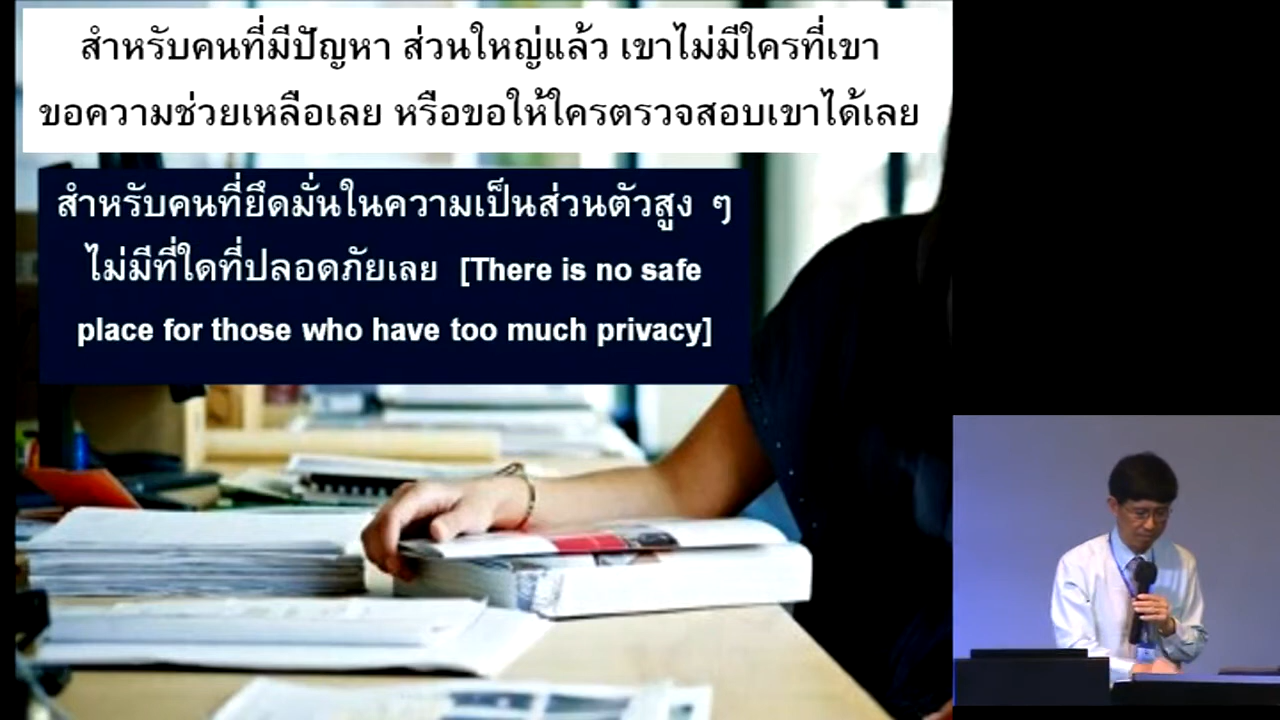 สำหรับคนที่มีปัญหา ส่วนใหญ่แล้ว เขาไม่มีใครที่เขา
ขอความช่วยเหลือเลย หรือขอให้ใครตรวจสอบเขาได้เลย
สำหรับคนที่ยึดมั่นในความเป็นส่วนตัวสูง ๆ
ไม่มีที่ใดที่ปลอดภัยเลย [There is no safe
place for those who have too much privacy]